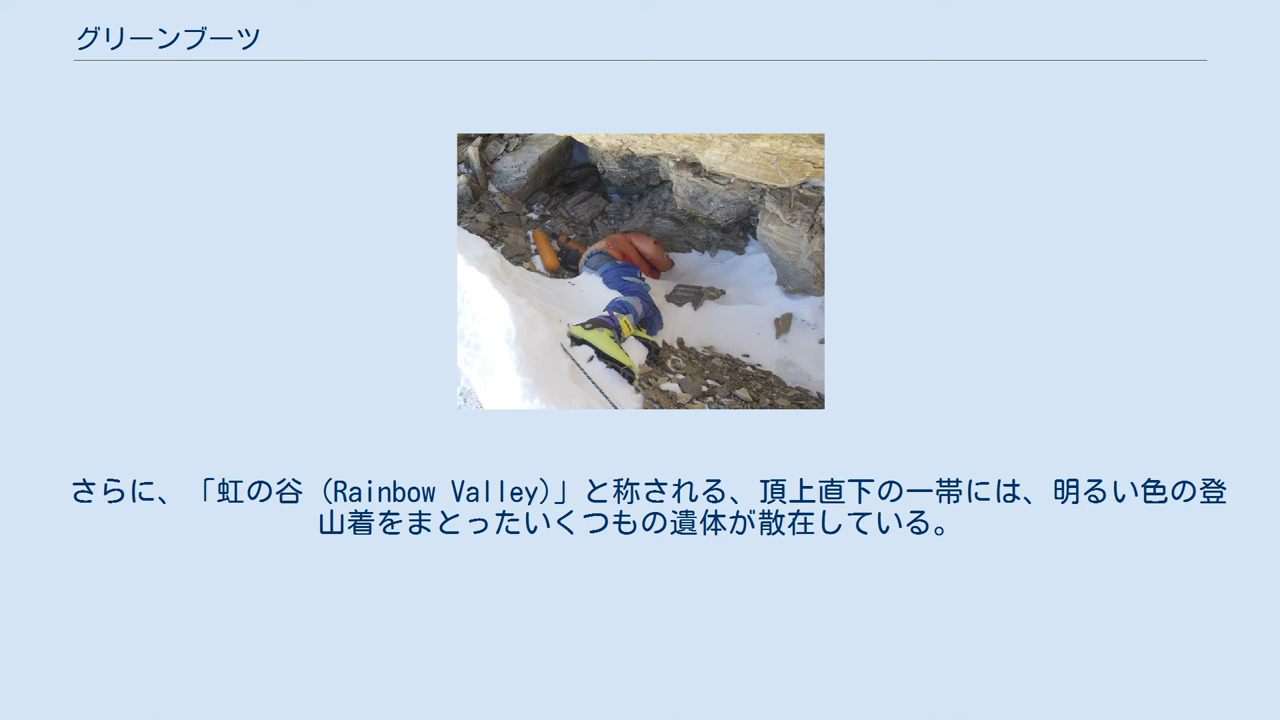 グリーンブーツ
さらに、「虹の谷（Rainbow Valley)」と称される、頂上直下の一帯には、明るい色の登
山着をまとったいくつもの遺体が散在している。